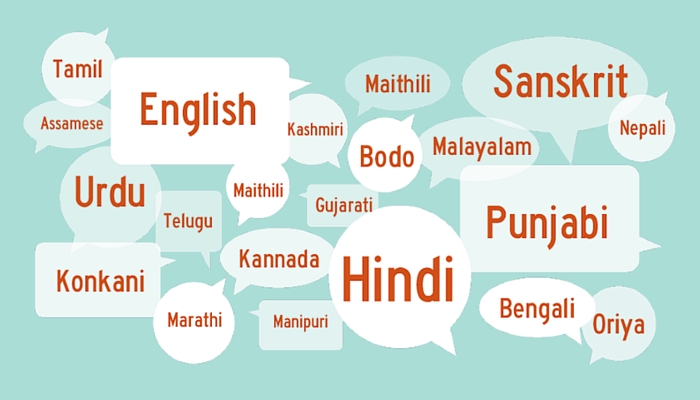 Tamil
English
Maithili
Sanskrit
Assamese
Kashmiri
Nepali
Bodo
Malayalam
Urdu
Maithili
Gujarati
Telugu
Punjabi
Kannada
Konkani
Hindi
Marathi
Manipuri
Bengali
Oriya